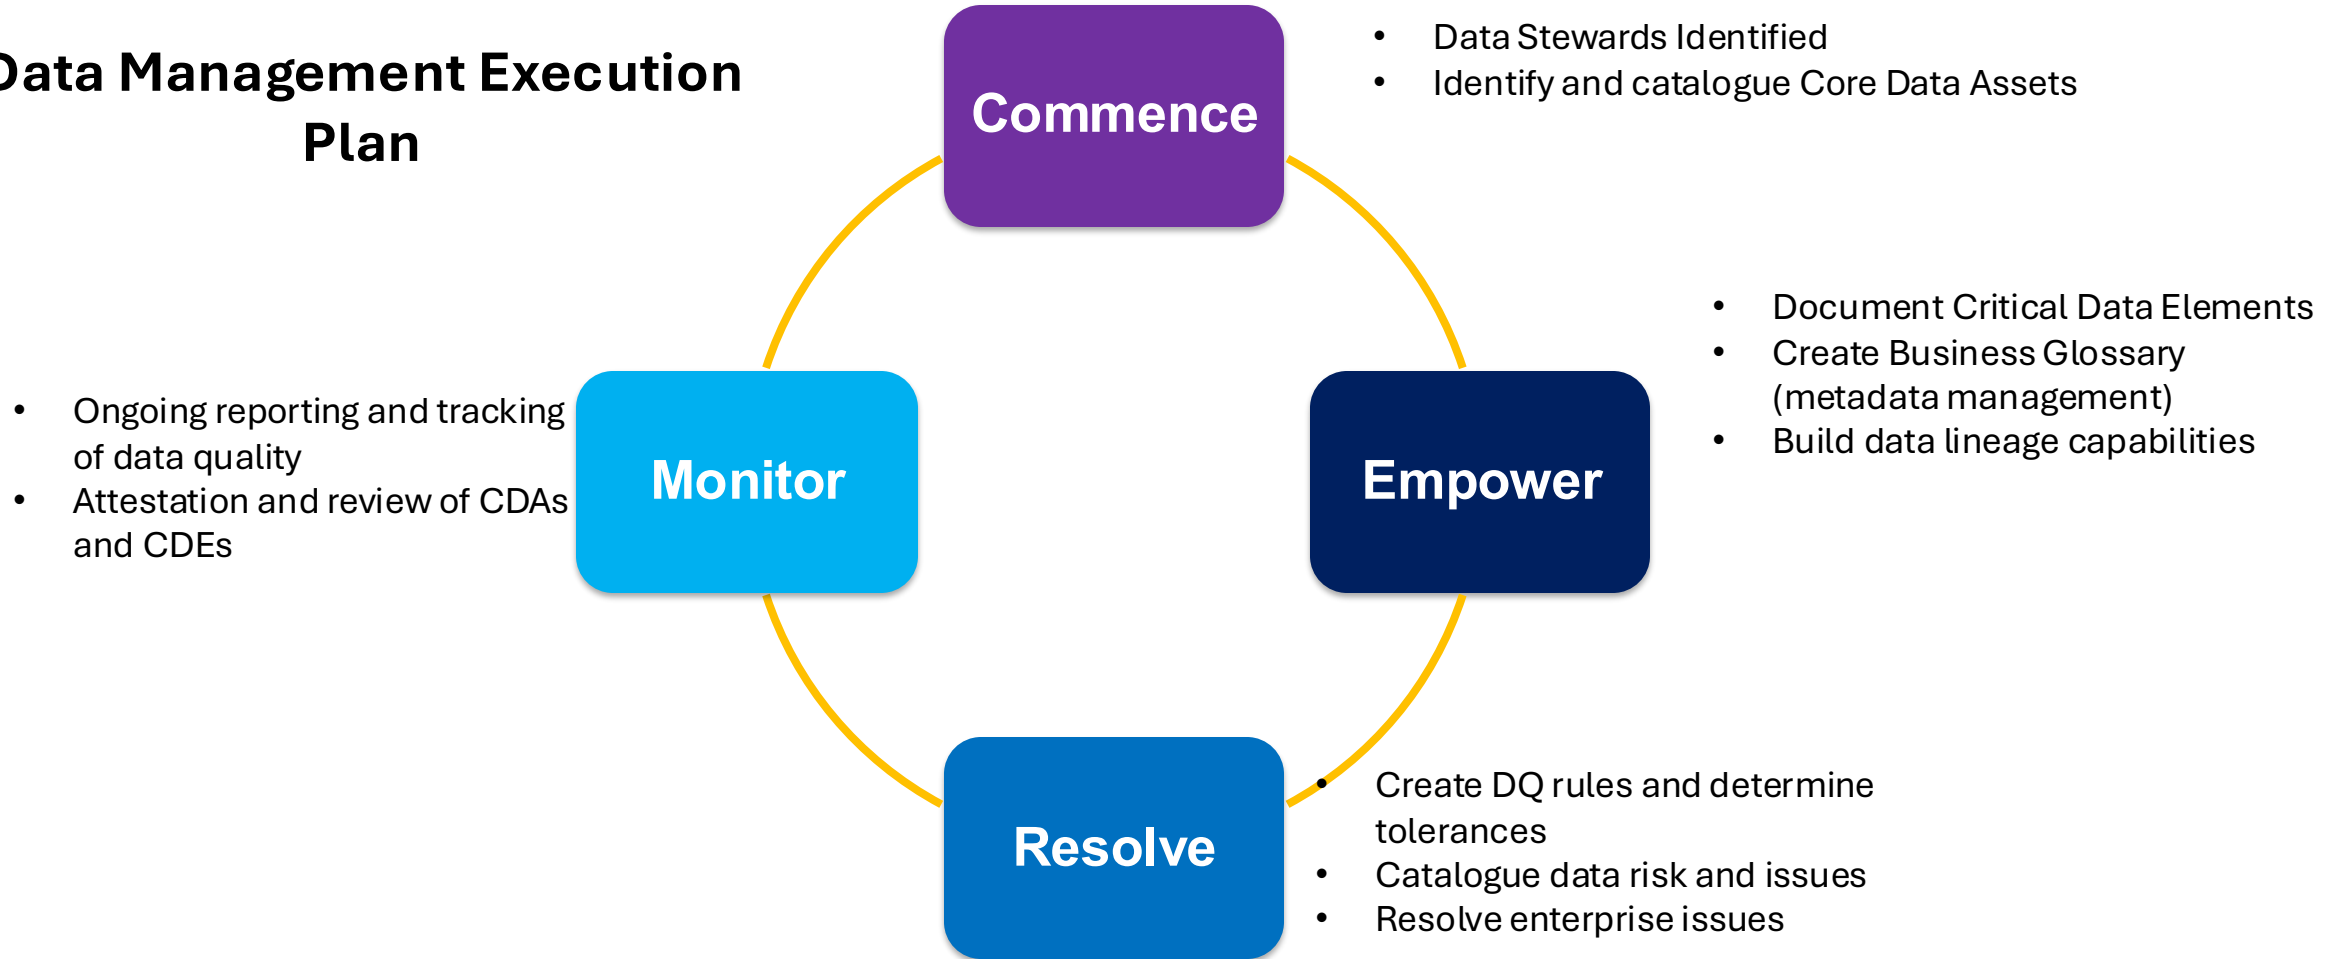 Data Management Execution
Plan
Commence
• Data Stewards Identified
• Identify and catalogue Core Data Assets
Empower
• Document Critical Data Elements
• Create Business Glossary
(metadata management)
• Build data lineage capabilities
Resolve
• Create DQ rules and determine
tolerances
• Catalogue data risk and issues
• Resolve enterprise issues
Monitor
• Ongoing reporting and tracking
of data quality
• Attestation and review of CDAs
and CDEs